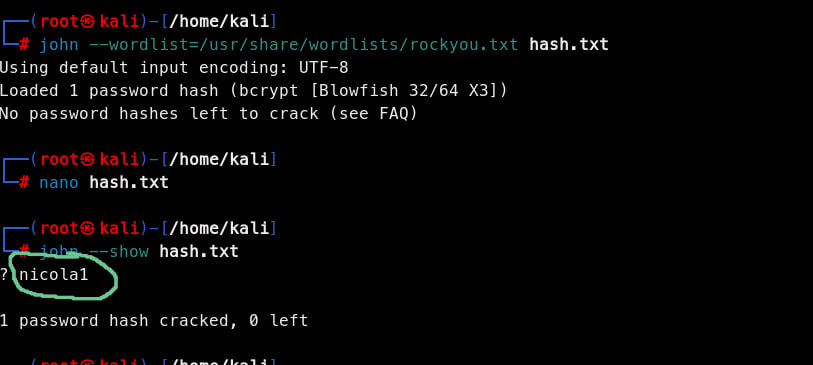 (root㉿kali)-[/home/kali]
# john --wordlist=/usr/share/wordlists/rockyou.txt hash.txt
Using default input encoding: UTF-8
Loaded 1 password hash (bcrypt [Blowfish 32/64 X3])
No password hashes left to crack (see FAQ)
(root㉿kali)-[/home/kali]
# nano hash.txt
(root㉿kali)-[/home/kali]
# john --show hash.txt
?:nicola1
1 password hash cracked, 0 left
(root㉿kali)-[/home/kali]